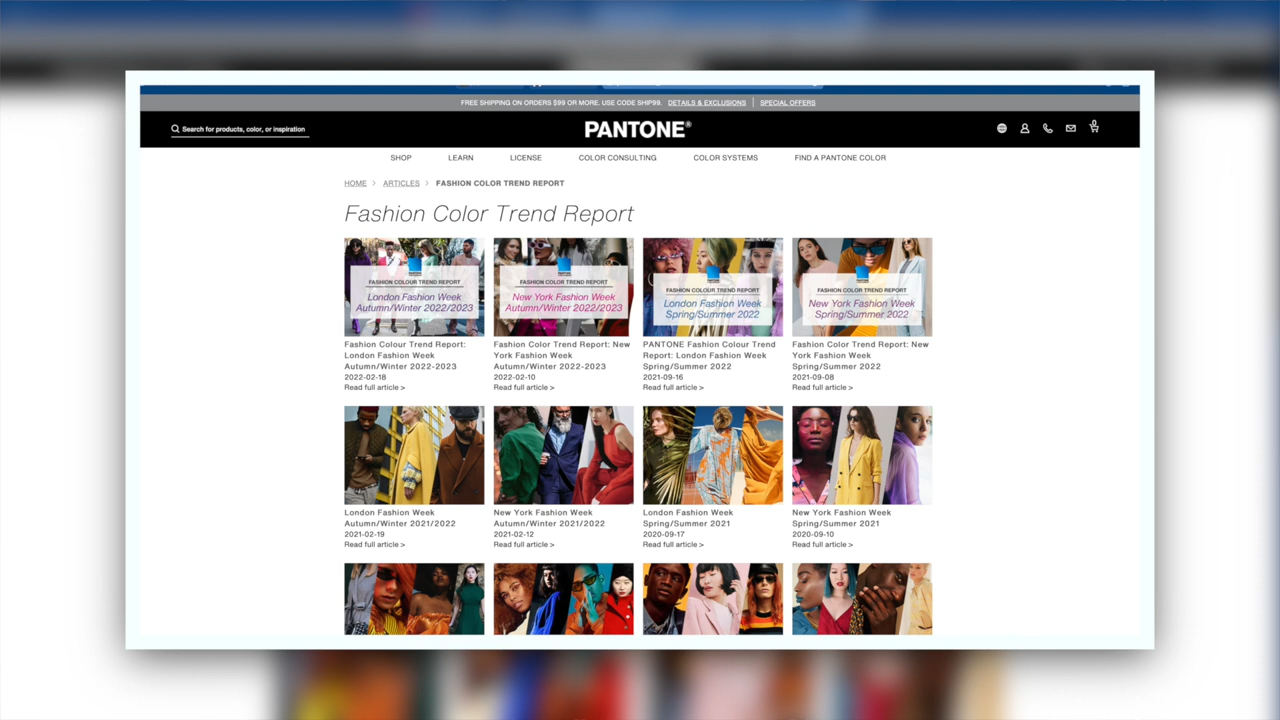 FREE SHIPPING ON ORDERS $99 OR MORE. USE CODE SHIP99. DETAILS & EXCLUSIONS | SPECIAL OFFERS
Search for products, color, or inspiration
PANTONE®
0
SHOP LEARN LICENSE COLOR CONSULTING COLOR SYSTEMS FIND A PANTONE COLOR
HOME > ARTICLES > FASHION COLOR TREND REPORT
Fashion Color Trend Report
PANTONE
FASHION COLOUR TREND REPORT
London Fashion Week
Autumn/Winter 2022/2023
Fashion Colour Trend Report:
London Fashion Week
Autumn/Winter 2022-2023
2022-02-18
Read full article >
PANTONE
FASHION COLOR TREND REPORT
New York Fashion Week
Autumn/Winter 2022/2023
Fashion Color Trend Report: New
York Fashion Week
Autumn/Winter 2022-2023
2022-02-10
Read full article >
PANTONE
FASHION COLOUR TREND REPORT
London Fashion Week
Spring/Summer 2022
PANTONE Fashion Colour Trend
Report: London Fashion Week
Spring/Summer 2022
2021-09-16
Read full article >
PANTONE
FASHION COLOUR TREND REPORT
New York Fashion Week
Spring/Summer 2022
Fashion Color Trend Report: New
York Fashion Week
Spring/Summer 2022
2021-09-08
Read full article >
London Fashion Week
Autumn/Winter 2021/2022
2021-02-19
Read full article >
New York Fashion Week
Autumn/Winter 2021/2022
2021-02-12
Read full article >
London Fashion Week
Spring/Summer 2021
2020-09-17
Read full article >
New York Fashion Week
Spring/Summer 2021
2020-09-10
Read full article >